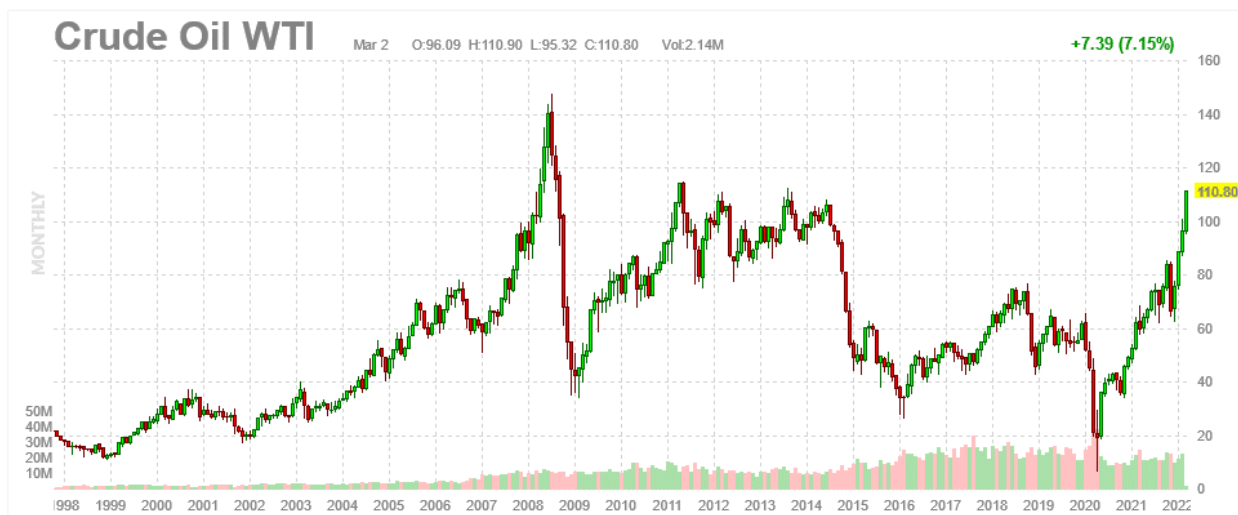 Crude Oil WTI Mar 2 O:96.09 H:110.90 L:95.32 C:110.80 Vol:2.14M +7.39 (7.15%)
160
140
120
110.80
100
80
60
40
20
0
MONTHLY
50M
40M
30M
20M
10M
1998 1999 2000 2001 2002 2003 2004 2005 2006 2007 2008 2009 2010 2011 2012 2013 2014 2015 2016 2017 2018 2019 2020 2021 2022